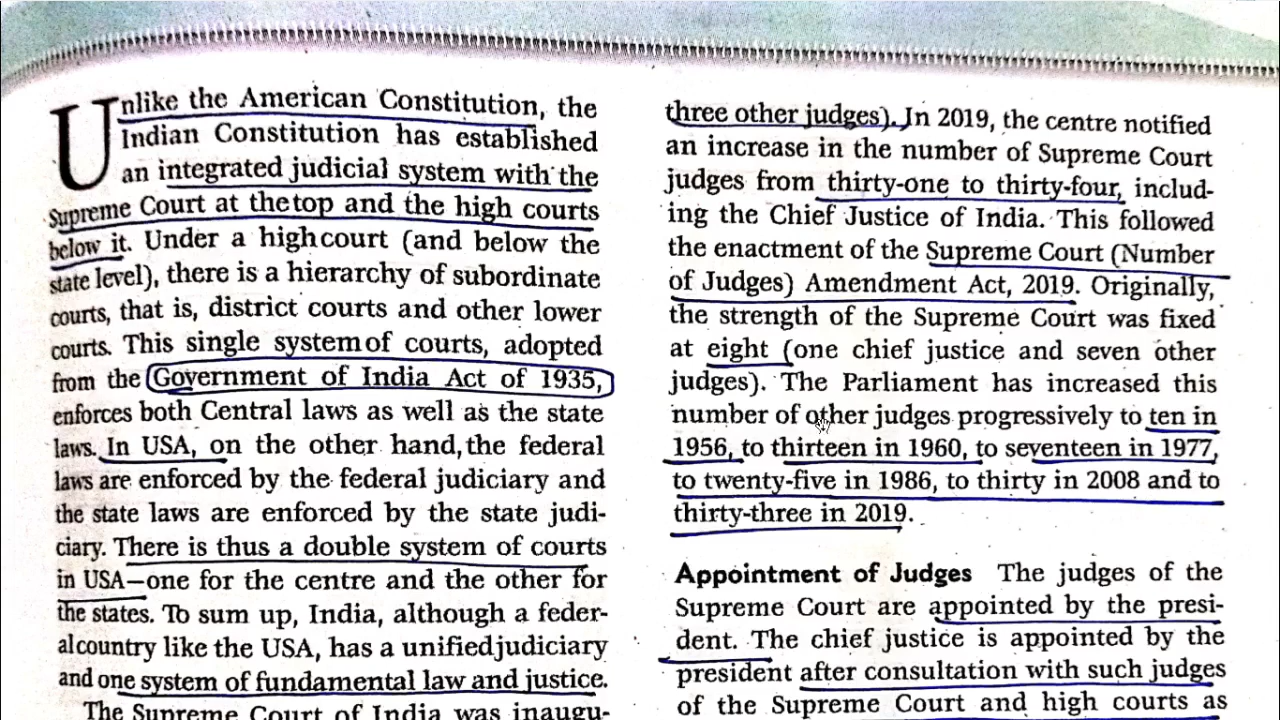 Unlike the American Constitution, the
Indian Constitution has established
an integrated judicial system with the
Supreme Court at the top and the high courts
below it. Under a high court (and below the
state level), there is a hierarchy of subordinate
courts, that is, district courts and other lower
courts. This single system of courts, adopted
from the Government of India Act of 1935,
enforces both Central laws as well as the state
laws. In USA, on the other hand, the federal
laws are enforced by the federal judiciary and
the state laws are enforced by the state judi-
ciary. There is thus a double system of courts
in USA—one for the centre and the other for
the states. To sum up, India, although a feder-
al country like the USA, has a unified judiciary
and one system of fundamental law and justice.
The Supreme Court of India was inaugu-
three other judges). In 2019, the centre notified
an increase in the number of Supreme Court
judges from thirty-one to thirty-four, includ-
ing the Chief Justice of India. This followed
the enactment of the Supreme Court (Number
of Judges) Amendment Act, 2019. Originally,
the strength of the Supreme Court was fixed
at eight (one chief justice and seven other
judges). The Parliament has increased this
number of other judges progressively to ten in
1956, to thirteen in 1960, to seventeen in 1977,
to twenty-five in 1986, to thirty in 2008 and to
thirty-three in 2019.
Appointment of Judges The judges of the
Supreme Court are appointed by the presi-
dent. The chief justice is appointed by the
president after consultation with such judges
of the Supreme Court and high courts as